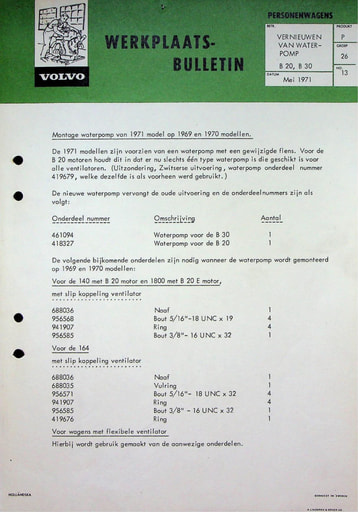 PERSONENWAGENS
WERKPLAATS-
BULLETIN
VOLVO
BETR.
VERNIEUWEN
VAN WATER-
POMP
B 20, B 30
DATUM
Mei 1971
PRODUKT
P
GROEP
26
NO.
13
Montage waterpomp van 1971 model op 1969 en 1970 modellen.
De 1971 modellen zijn voorzien van een waterpomp met een gewijzigde flens. Voor de
B 20 motoren houdt dit in dat er nu slechts één type waterpomp is die geschikt is voor
alle ventilatoren. (Uitzondering, Zwitserse uitvoering, waterpomp onderdeel nummer
419679, welke dezelfde is als voorheen werd gebruikt.)
De nieuwe waterpomp vervangt de oude uitvoering en de onderdeelnummers zijn als
volgt:
Onderdeel nummer Omschrijving Aantal
461094 Waterpomp voor de B 30 1
418327 Waterpomp voor de B 20 1
De volgende bijkomende onderdelen zijn nodig wanneer de waterpomp wordt gemonteerd
op 1969 en 1970 modellen:
Voor de 140 met B 20 motor en 1800 met B 20 E motor,
met slip koppeling ventilator
688036 Naaf 1
956568 Bout 5/16"-18 UNC x 19 4
941907 Ring 4
956585 Bout 3/8"- 16 UNC x 32 1
Voor de 164
met slip koppeling ventilator
688036 Naaf 1
688035 Vulring 1
956571 Bout 5/16"- 18 UNC x 32 4
941907 Ring 4
956585 Bout 3/8" - 16 UNC x 32 1
419676 Ring 1
Voor wagens met flexibele ventilator
Hierbij wordt gebruik gemaakt van de aanwezige onderdelen.
HOLLÄNDSKA